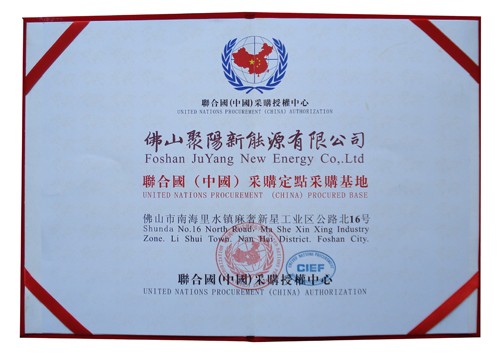 聯合國(中國)采購授權中心
UNITED NATIONS PROCUREMENT (CHINA) AUTHORIZATION
佛山聚陽新能源有限公司
Foshan JuYang New Energy Co,.Ltd
聯合國（中國）采購定點采購基地
UNITED NATIONS PROCUREMENT (CHINA) PROCURED BASE
佛山市南海里水镇麻奢新星工业区公路北16号
Shunda No.16 North Road, Ma She Xin Xing Industry
Zone. Li Shui Town. Nan Hai District. Foshan City.
CIEF
聯合國(中國)采購授權中心
UNITED NATIONS PROCUREMENT (CHINA) AUTHORIZATION